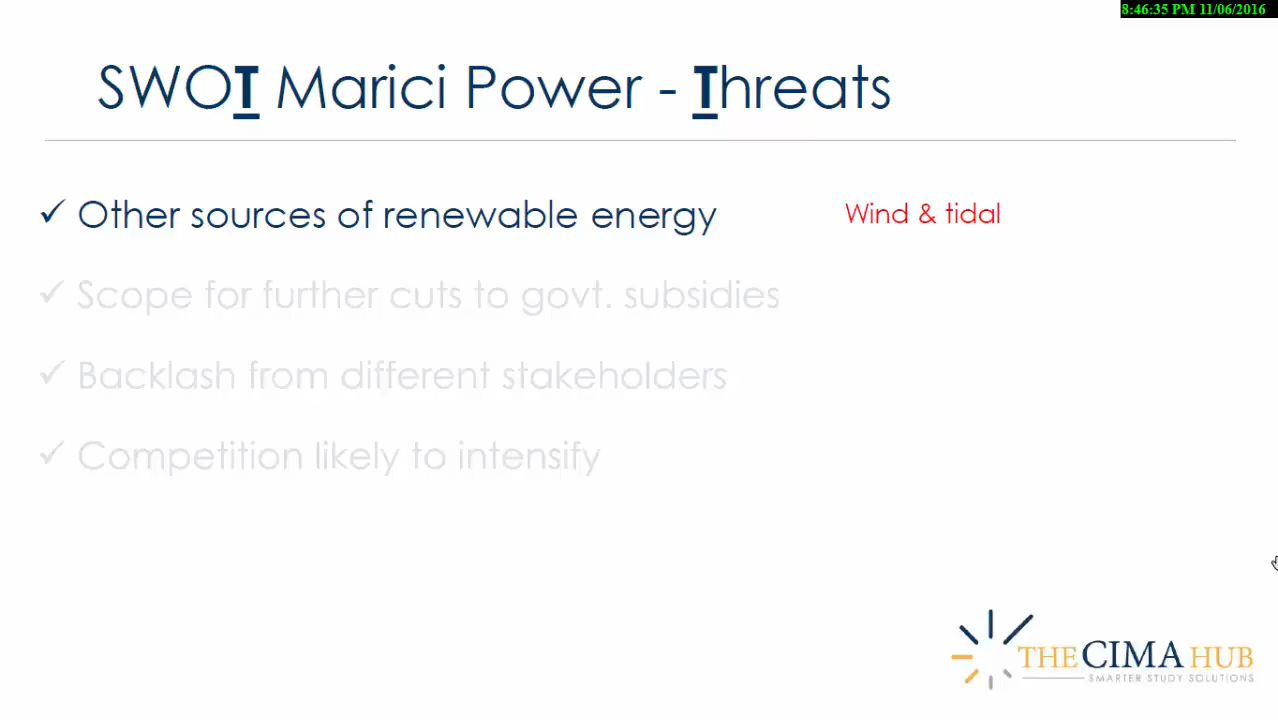 8:46:35 PM 11/06/2016
SWOT Marici Power - Threats
✓ Other sources of renewable energy
Wind & tidal
✓ Scope for further cuts to govt. subsidies
✓ Backlash from different stakeholders
✓ Competition likely to intensify
THE CIMA HUB
SMARTER STUDY SOLUTIONS